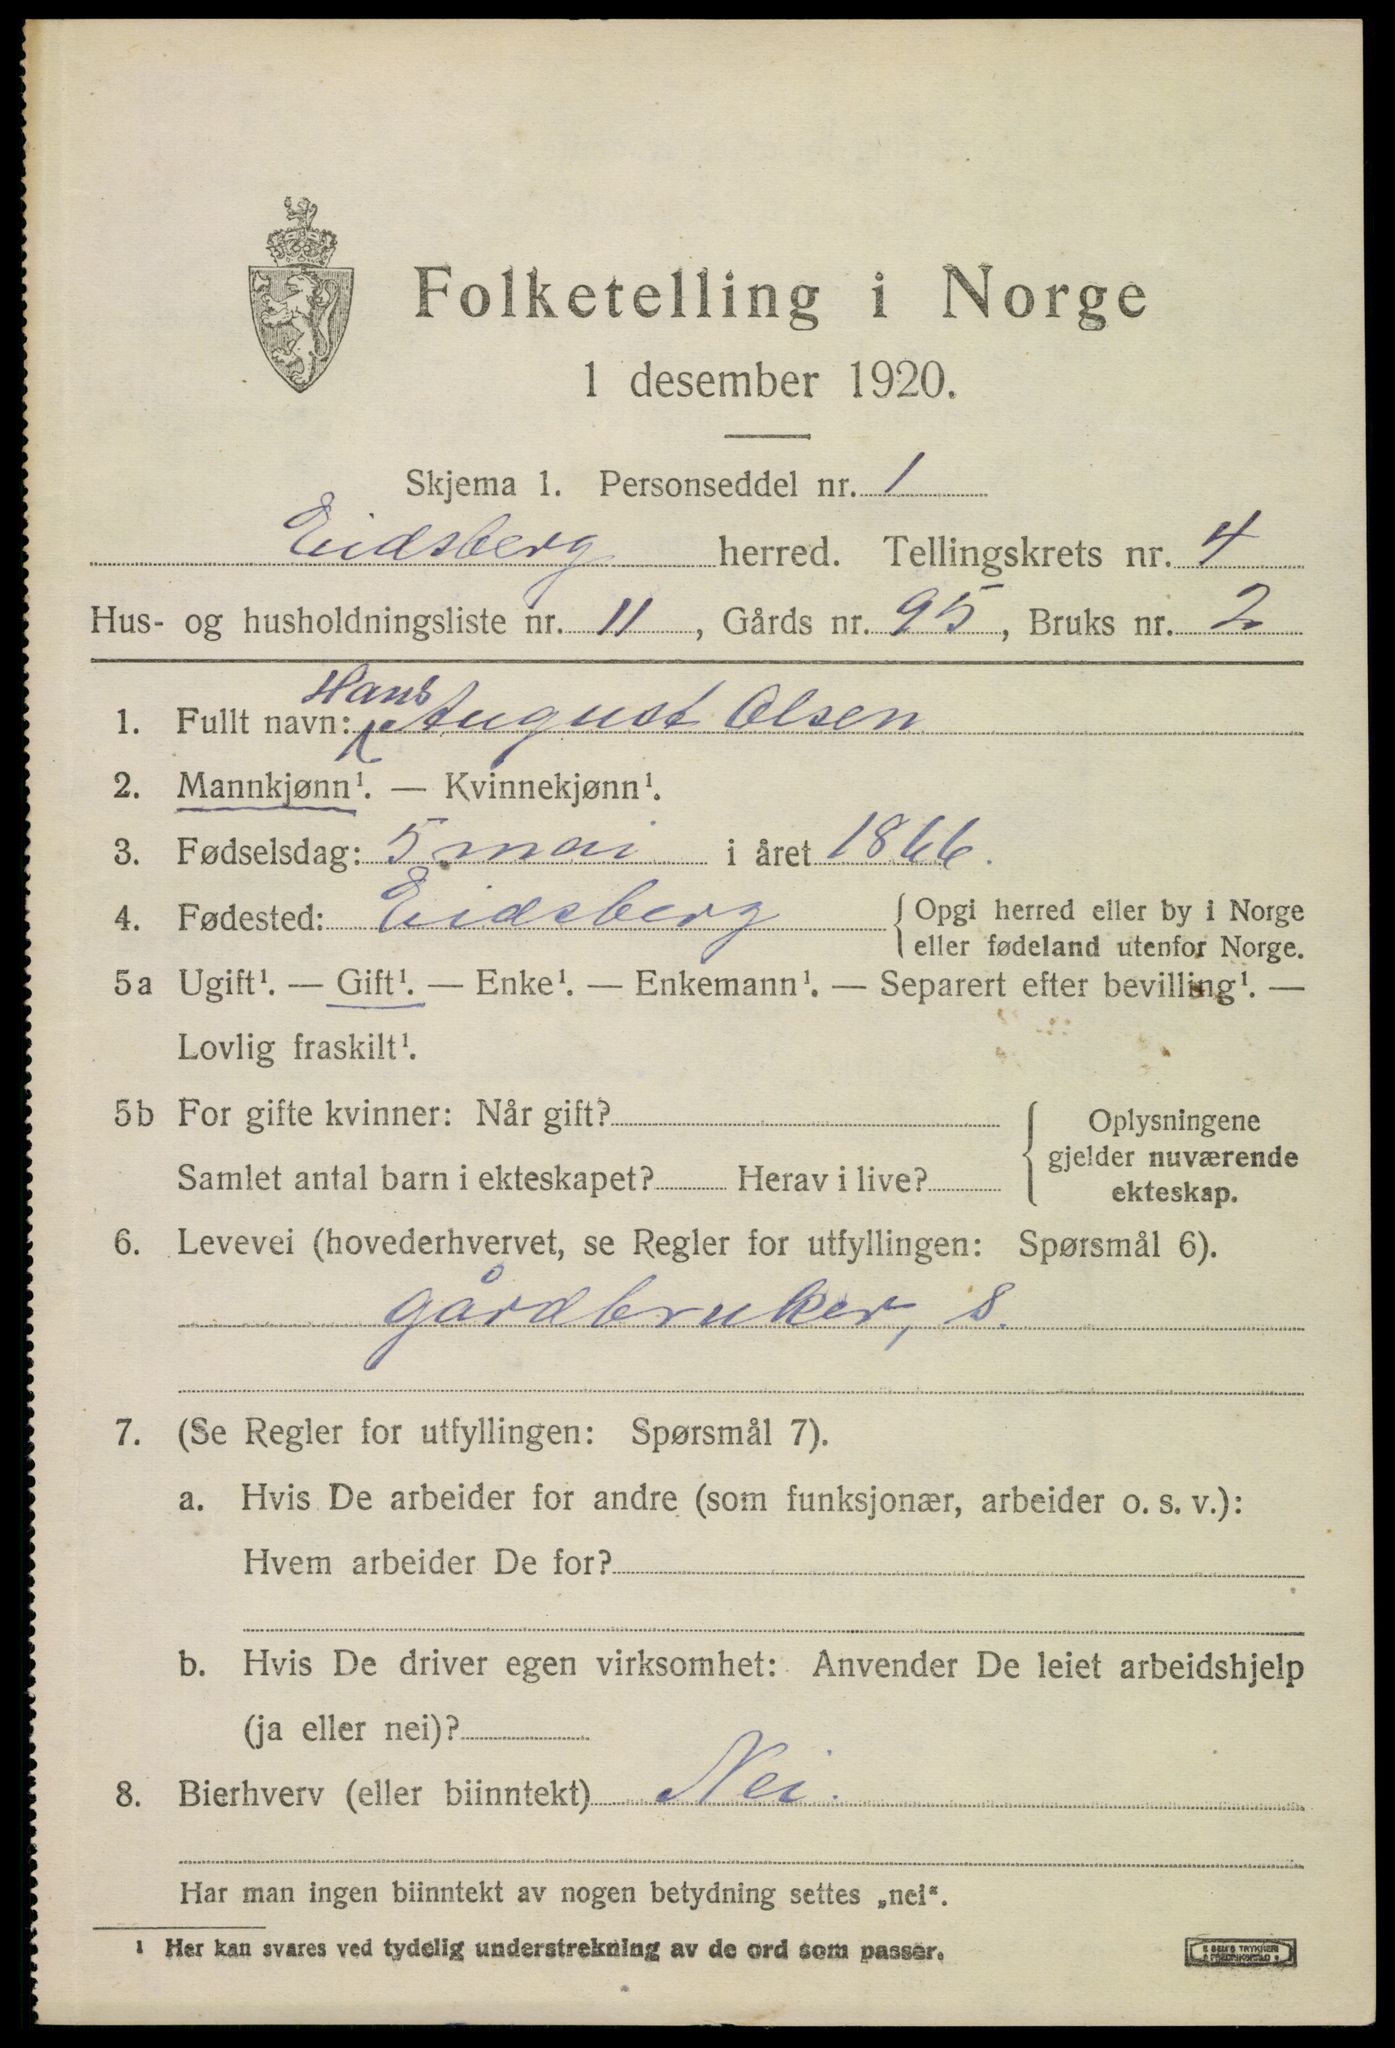 Folketelling i Norge
1 desember 1920.
Skjema 1. Personseddel nr. 1
Eidsberg herred. Tellingskrets nr. 4
Hus- og husholdningsliste nr. 11, Gårds nr. 95, Bruks nr. 2
Hans
1. Fullt navn: August Olsen
2. Mannkjønn¹. — Kvinnekjønn¹.
3. Fødselsdag: 5 mai i året 1866.
4. Fødested: Eidsberg { Opgi herred eller by i Norge
eller fødeland utenfor Norge.
5a Ugift¹. — Gift¹. — Enke¹. — Enkemann¹. — Separert efter bevilling¹. —
Lovlig fraskilt¹.
5b For gifte kvinner: Når gift? { Oplysningene
gjelder nuværende
Samlet antal barn i ekteskapet? Herav i live?
ekteskap.
6. Levevei (hovederhvervet, se Regler for utfyllingen: Spørsmål 6).
gårdbruker, s.
7. (Se Regler for utfyllingen: Spørsmål 7).
a. Hvis De arbeider for andre (som funksjonær, arbeider o. s. v.):
Hvem arbeider De for?
b. Hvis De driver egen virksomhet: Anvender De leiet arbeidshjelp
(ja eller nei)?
8. Bierhverv (eller biinntekt) Nei.
Har man ingen biinntekt av nogen betydning settes „nei“.
¹ Her kan svares ved tydelig understrekning av de ord som passer.